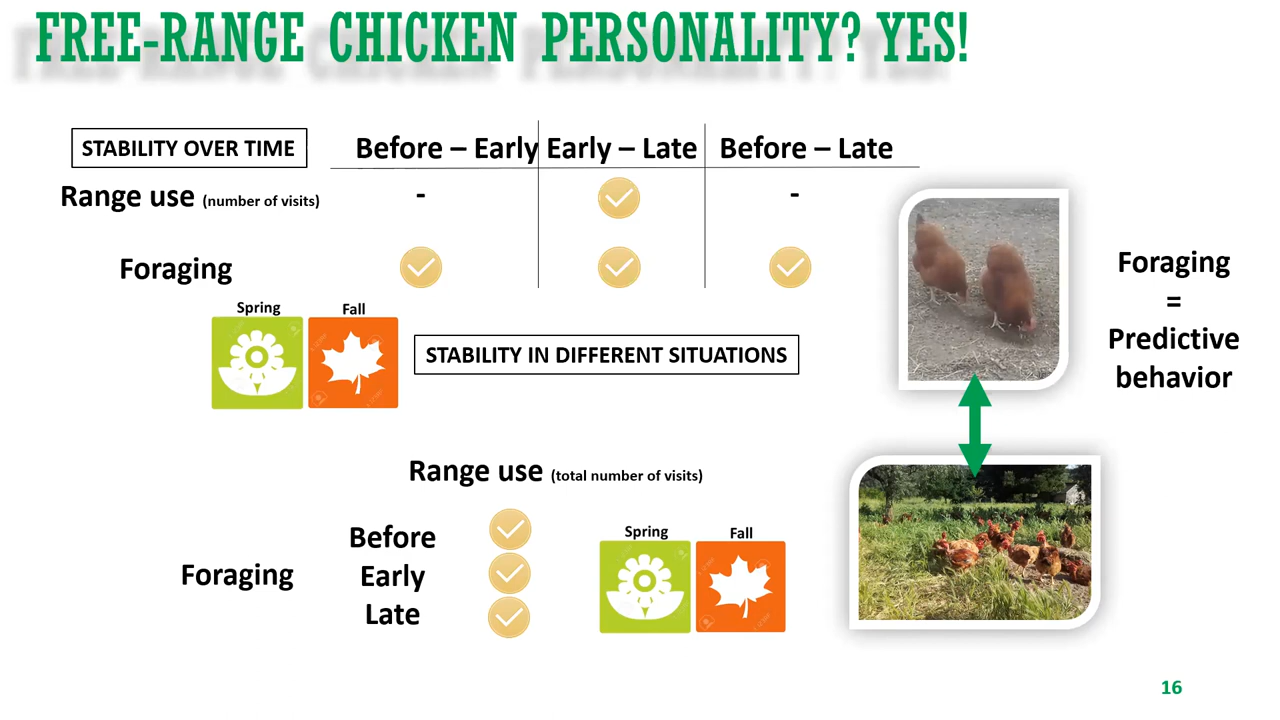 FREE-RANGE CHICKEN PERSONALITY? YES!
STABILITY OVER TIME
Before – Early
Early – Late
Before – Late
Range use (number of visits)
-
-
Foraging
Spring
Fall
STABILITY IN DIFFERENT SITUATIONS
Foraging
=
Predictive
behavior
Range use (total number of visits)
Foraging
Before
Early
Late
Spring
Fall
16